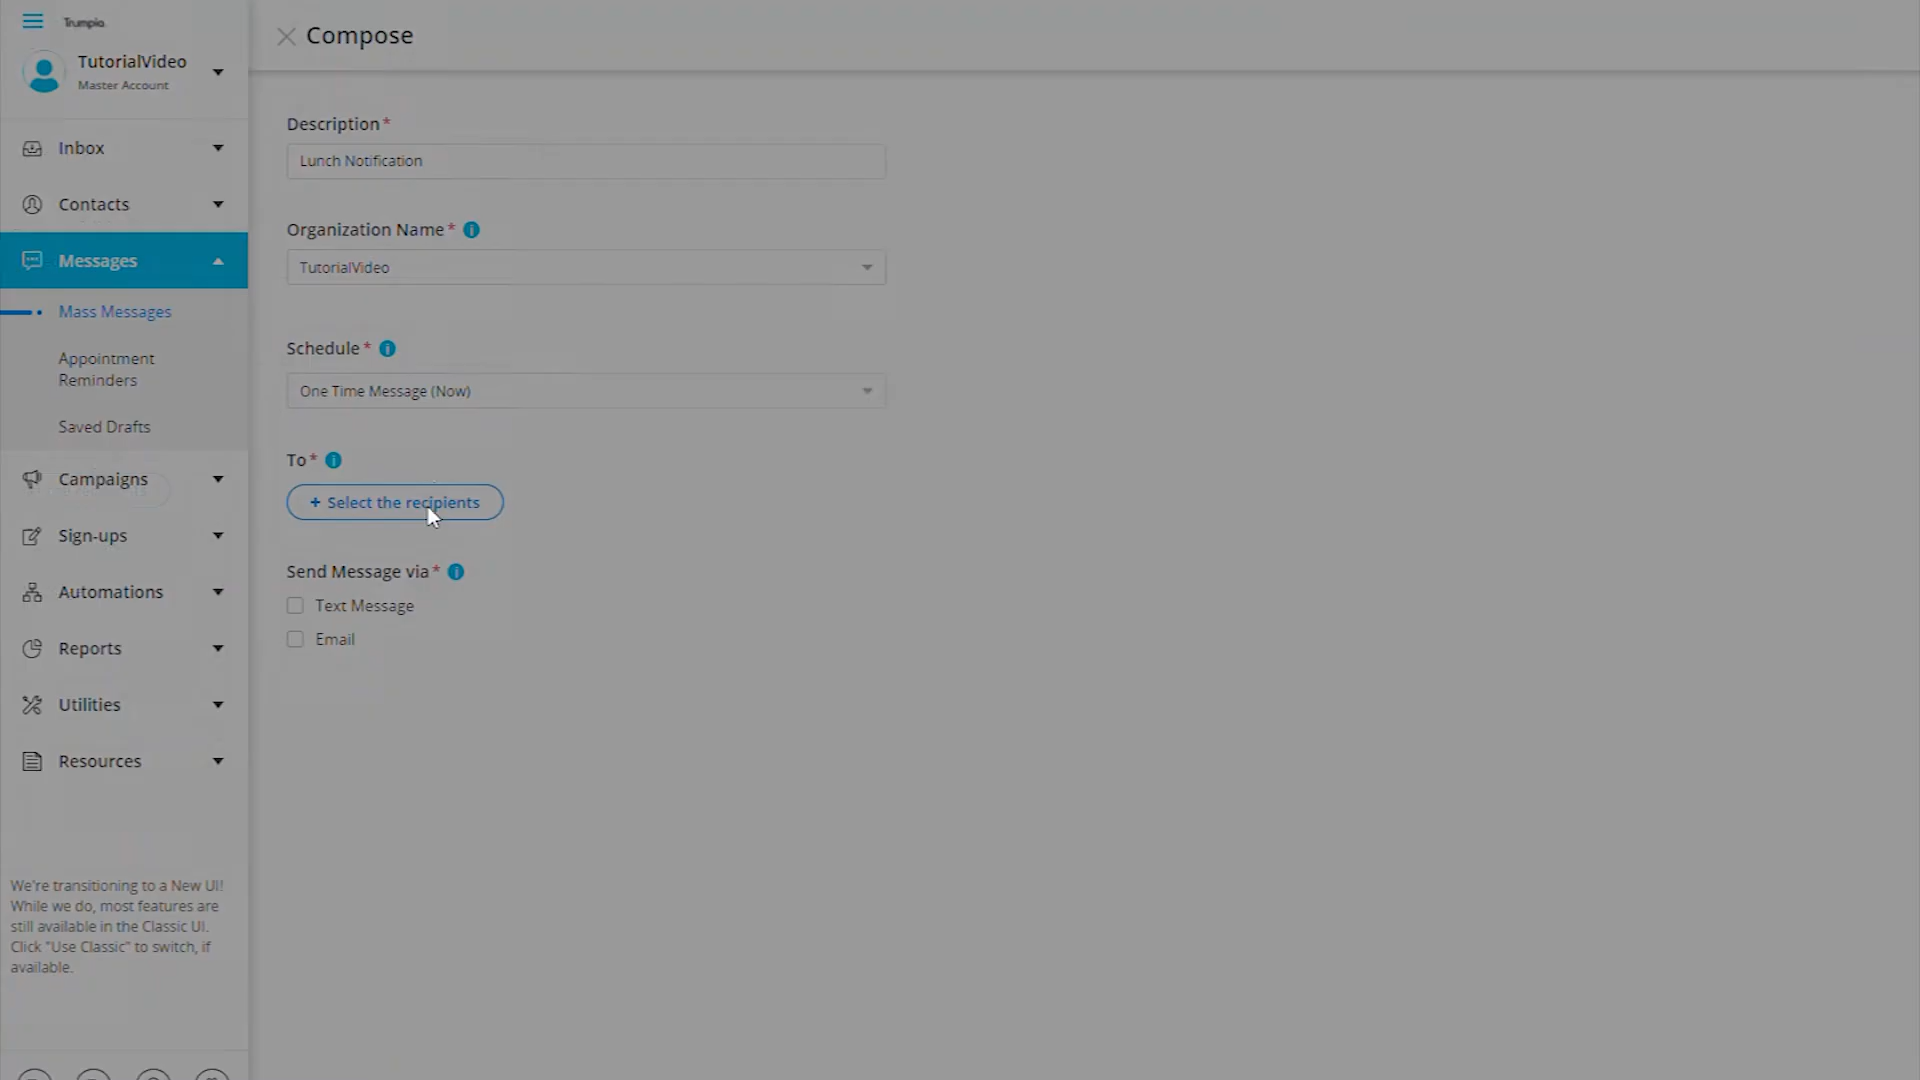 Trumpia
TutorialVideo
Master Account
Inbox
Contacts
Messages
Mass Messages
Appointment
Reminders
Saved Drafts
Campaigns
Sign-ups
Automations
Reports
Utilities
Resources
We're transitioning to a New UI!
While we do, most features are
still available in the Classic UI.
Click "Use Classic" to switch, if
available.
Compose
Description*
Lunch Notification
Organization Name*
TutorialVideo
Schedule*
One Time Message (Now)
To*
+ Select the recipients
Send Message via*
Text Message
Email